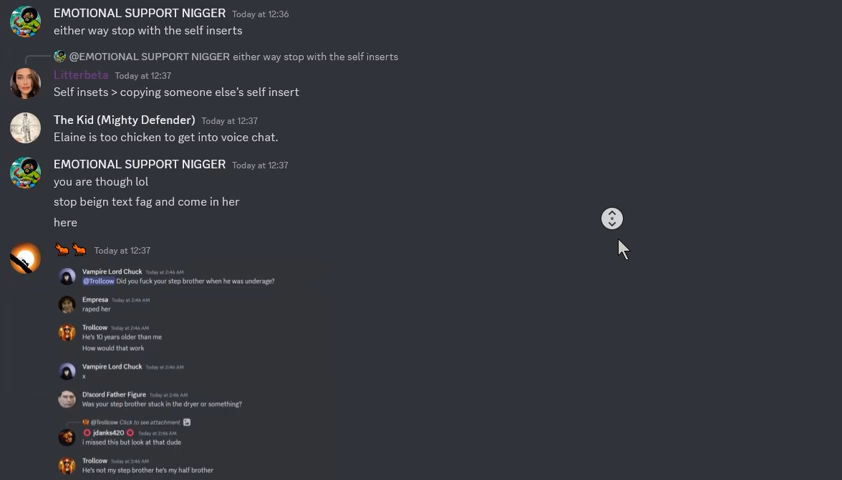 EMOTIONAL SUPPORT NIGGER Today at 12:36
either way stop with the self inserts
@EMOTIONAL SUPPORT NIGGER either way stop with the self inserts
Litterbeta Today at 12:37
Self insets > copying someone else's self insert
The Kid (Mighty Defender) Today at 12:37
Elaine is too chicken to get into voice chat.
EMOTIONAL SUPPORT NIGGER Today at 12:37
you are though lol
stop beign text fag and come in her
here
Today at 12:37
Vampire Lord Chuck Today at 2:46 AM
@Trollcow Did you fuck your step brother when he was underage?
Empresa Today at 2:46 AM
raped her
Trollcow Today at 2:46 AM
He's 10 years older than me
How would that work
Vampire Lord Chuck Today at 2:46 AM
x
D!scord Father Figure Today at 2:46 AM
Was your step brother stuck in the dryer or something?
@Trollcow Click to see attachment
jdanks420 Today at 2:46 AM
i missed this but look at that dude
Trollcow Today at 2:46 AM
He's not my step brother he's my half brother